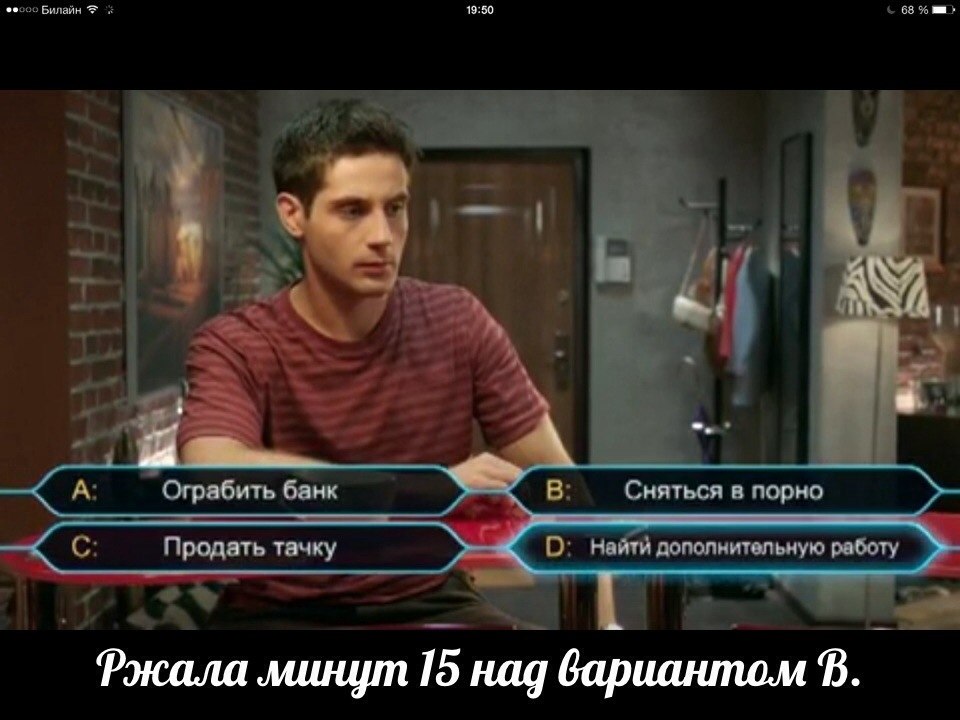 Билайн 19:50 68 %
A: Ограбить банк B: Сняться в порно
C: Продать тачку D: Найти дополнительную работу
Ржала минут 15 над вариантом В.